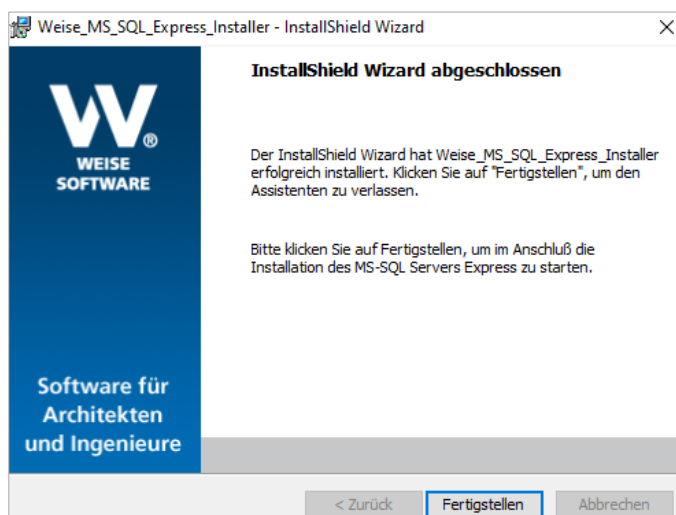 Weise_MS_SQL_Express_Installer - InstallShield Wizard
InstallShield Wizard abgeschlossen
W®
WEISE
SOFTWARE
Der InstallShield Wizard hat Weise_MS_SQL_Express_Installer
erfolgreich installiert. Klicken Sie auf "Fertigstellen", um den
Assistenten zu verlassen.
Bitte klicken Sie auf Fertigstellen, um im Anschluß die
Installation des MS-SQL Servers Express zu starten.
Software für
Architekten
und Ingenieure
< Zurück
Fertigstellen
Abbrechen